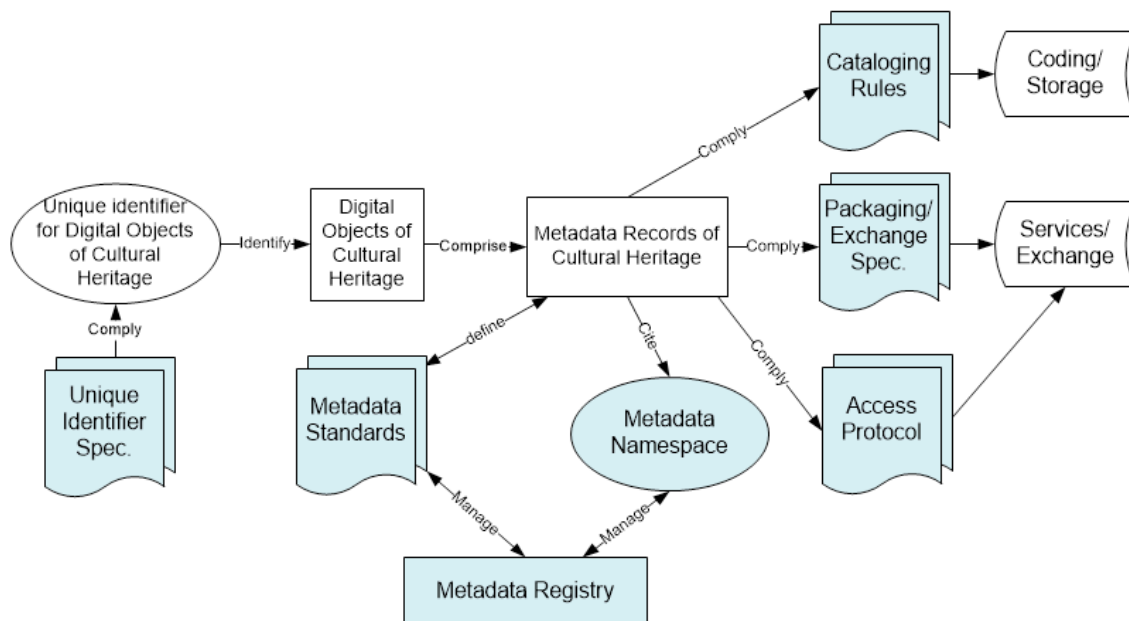 Cataloging
Rules
Coding/
Storage
Comply
Unique identifier
for Digital Objects
of Cultural
Heritage
Identify
Digital
Objects of
Cultural
Heritage
Comprise
Metadata Records of
Cultural Heritage
Comply
Packaging/
Exchange
Spec.
Services/
Exchange
Comply
Unique
Identifier
Spec.
define
Metadata
Standards
Cite
Metadata
Namespace
Comply
Access
Protocol
Manage
Manage
Metadata Registry